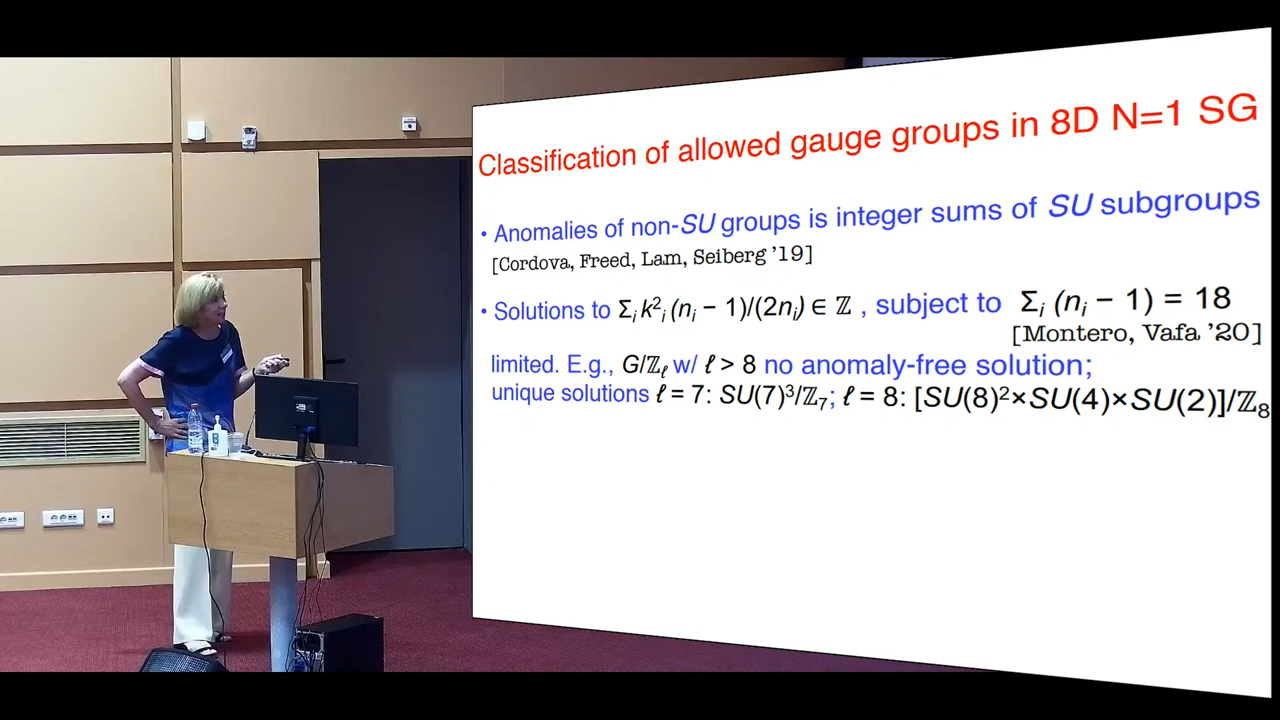 Classification of allowed gauge groups in 8D N=1 SG
• Anomalies of non-SU groups is integer sums of SU subgroups
[Cordova, Freed, Lam, Seiberg ’19]
• Solutions to Σᵢ k²ᵢ (nᵢ − 1)/(2nᵢ) ∈ ℤ , subject to Σᵢ (nᵢ − 1) = 18
[Montero, Vafa ’20]
limited. E.g., G/ℤ_ℓ w/ ℓ > 8 no anomaly-free solution;
unique solutions ℓ = 7: SU(7)³/ℤ₇; ℓ = 8: [SU(8)²×SU(4)×SU(2)]/ℤ₈